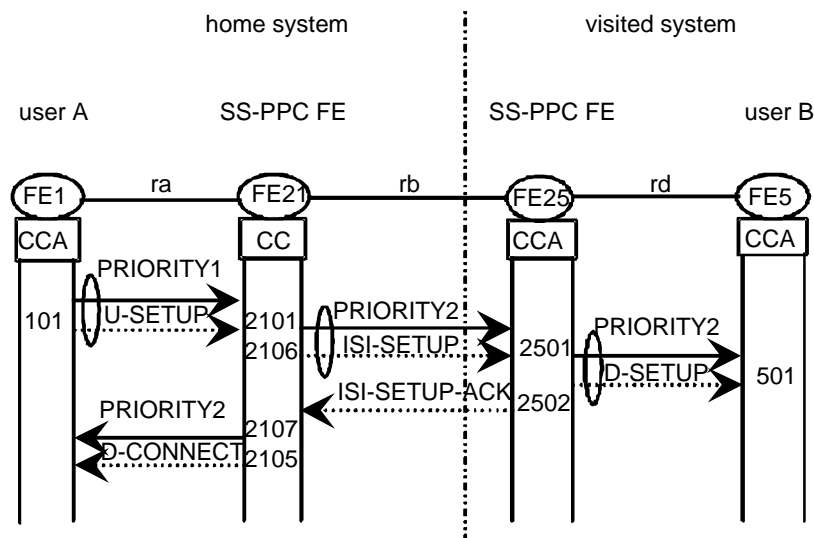 home system
visited system
user A
SS-PPC FE
SS-PPC FE
user B
ra
rb
rd
FE1
FE21
FE25
FE5
CCA
CC
CCA
CCA
PRIORITY1
101
U-SETUP
2101
PRIORITY2
2106
ISI-SETUP
2501
PRIORITY2
D-SETUP
501
ISI-SETUP-ACK
2502
PRIORITY2
2107
D-CONNECT
2105